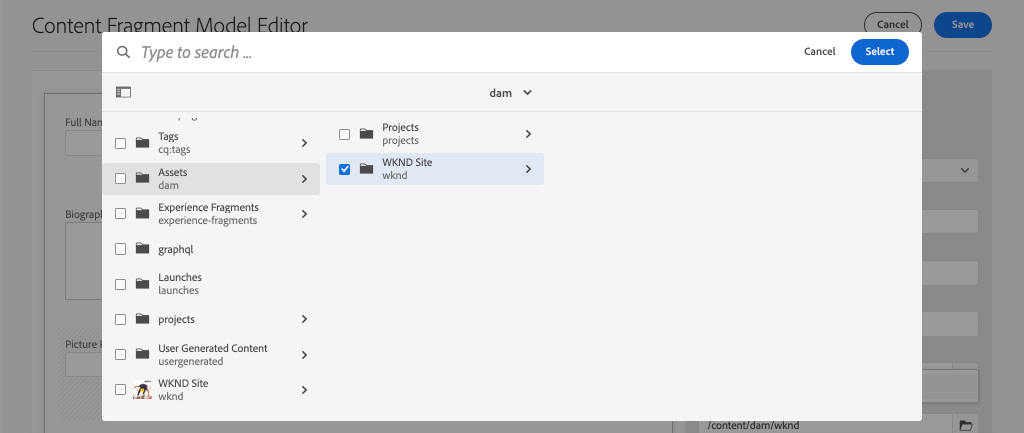 Content Fragment Model Editor
Cancel
Save
Type to search ...
Cancel
Select
dam
Full Nam
Biograph
Picture
/content/dam/wknd
Tags
cq:tags
Assets
dam
Experience Fragments
experience-fragments
graphql
Launches
launches
projects
User Generated Content
usergenerated
WKND Site
wknd
Projects
projects
WKND Site
wknd